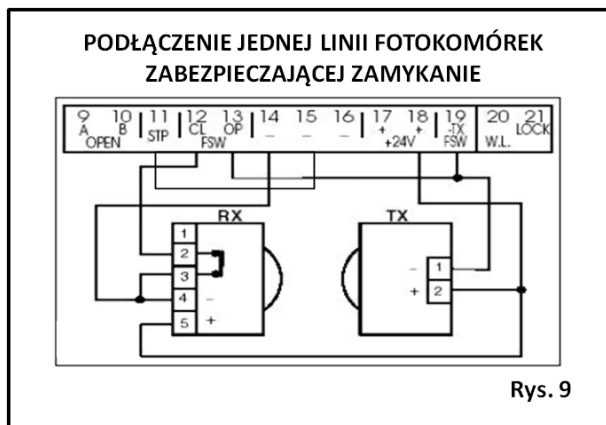 PODŁĄCZENIE JEDNEJ LINII FOTOKOMÓREK
ZABEZPIECZAJĄCEJ ZAMYKANIE
9 10 11 12 13 14 15 16 17 18 19 20 21
A B STP CL OP _ _ _ + + -TX W.L. LOCK
OPEN FSW +24V FSW
RX TX
1
2
3
4 -
5 +
- 1
+ 2
Rys. 9